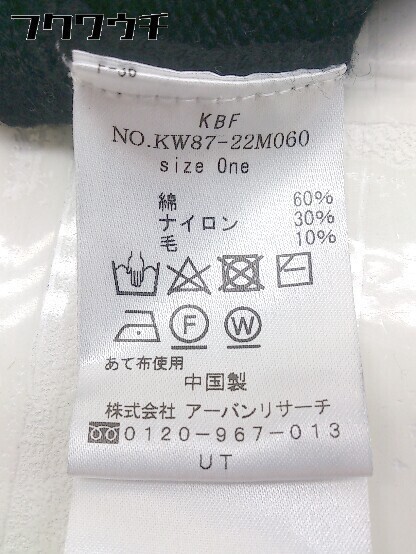 フクウウチ
KBF
NO.KW87-22M060
size One
綿 60%
ナイロン 30%
毛 10%
F
W
あて布使用
中国製
株式会社 アーバンリサーチ
0120-967-013
UT